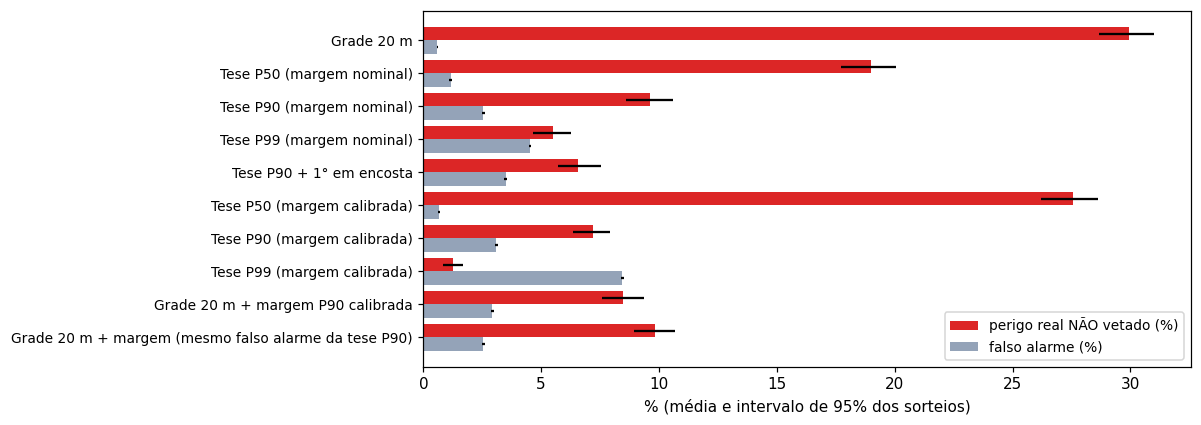 Grade 20 m
Tese P50 (margem nominal)
Tese P90 (margem nominal)
Tese P99 (margem nominal)
Tese P90 + 1° em encosta
Tese P50 (margem calibrada)
Tese P90 (margem calibrada)
Tese P99 (margem calibrada)
Grade 20 m + margem P90 calibrada
Grade 20 m + margem (mesmo falso alarme da tese P90)
perigo real NÃO vetado (%)
falso alarme (%)
0 5 10 15 20 25 30
% (média e intervalo de 95% dos sorteios)